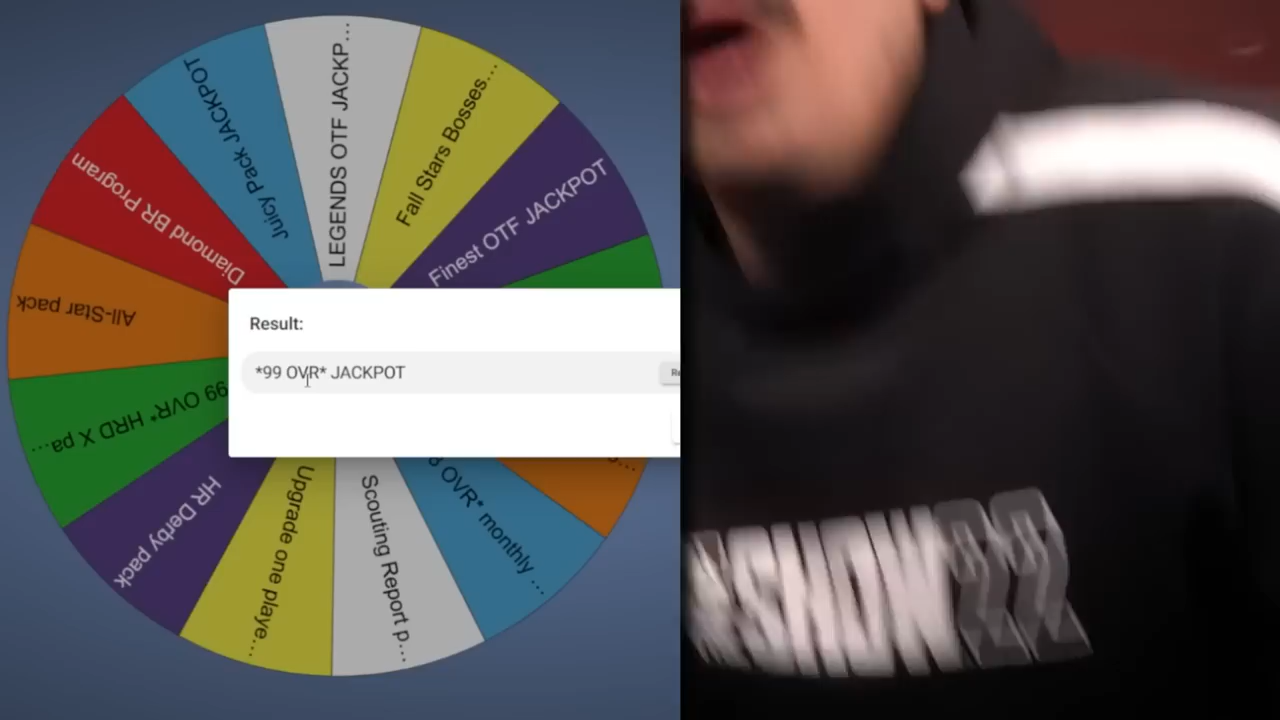 LEGENDS OTF JACKP...
Fall Stars Bosses...
Finest OTF JACKPOT
Juicy Pack JACKPOT
Diamond BR Program
All-Star pack
99 OVR* HRD X pa...
HR Derby pack
Upgrade one playe...
Scouting Report p...
OVR* monthly ...
Result:
*99 OVR* JACKPOT
SHOW22